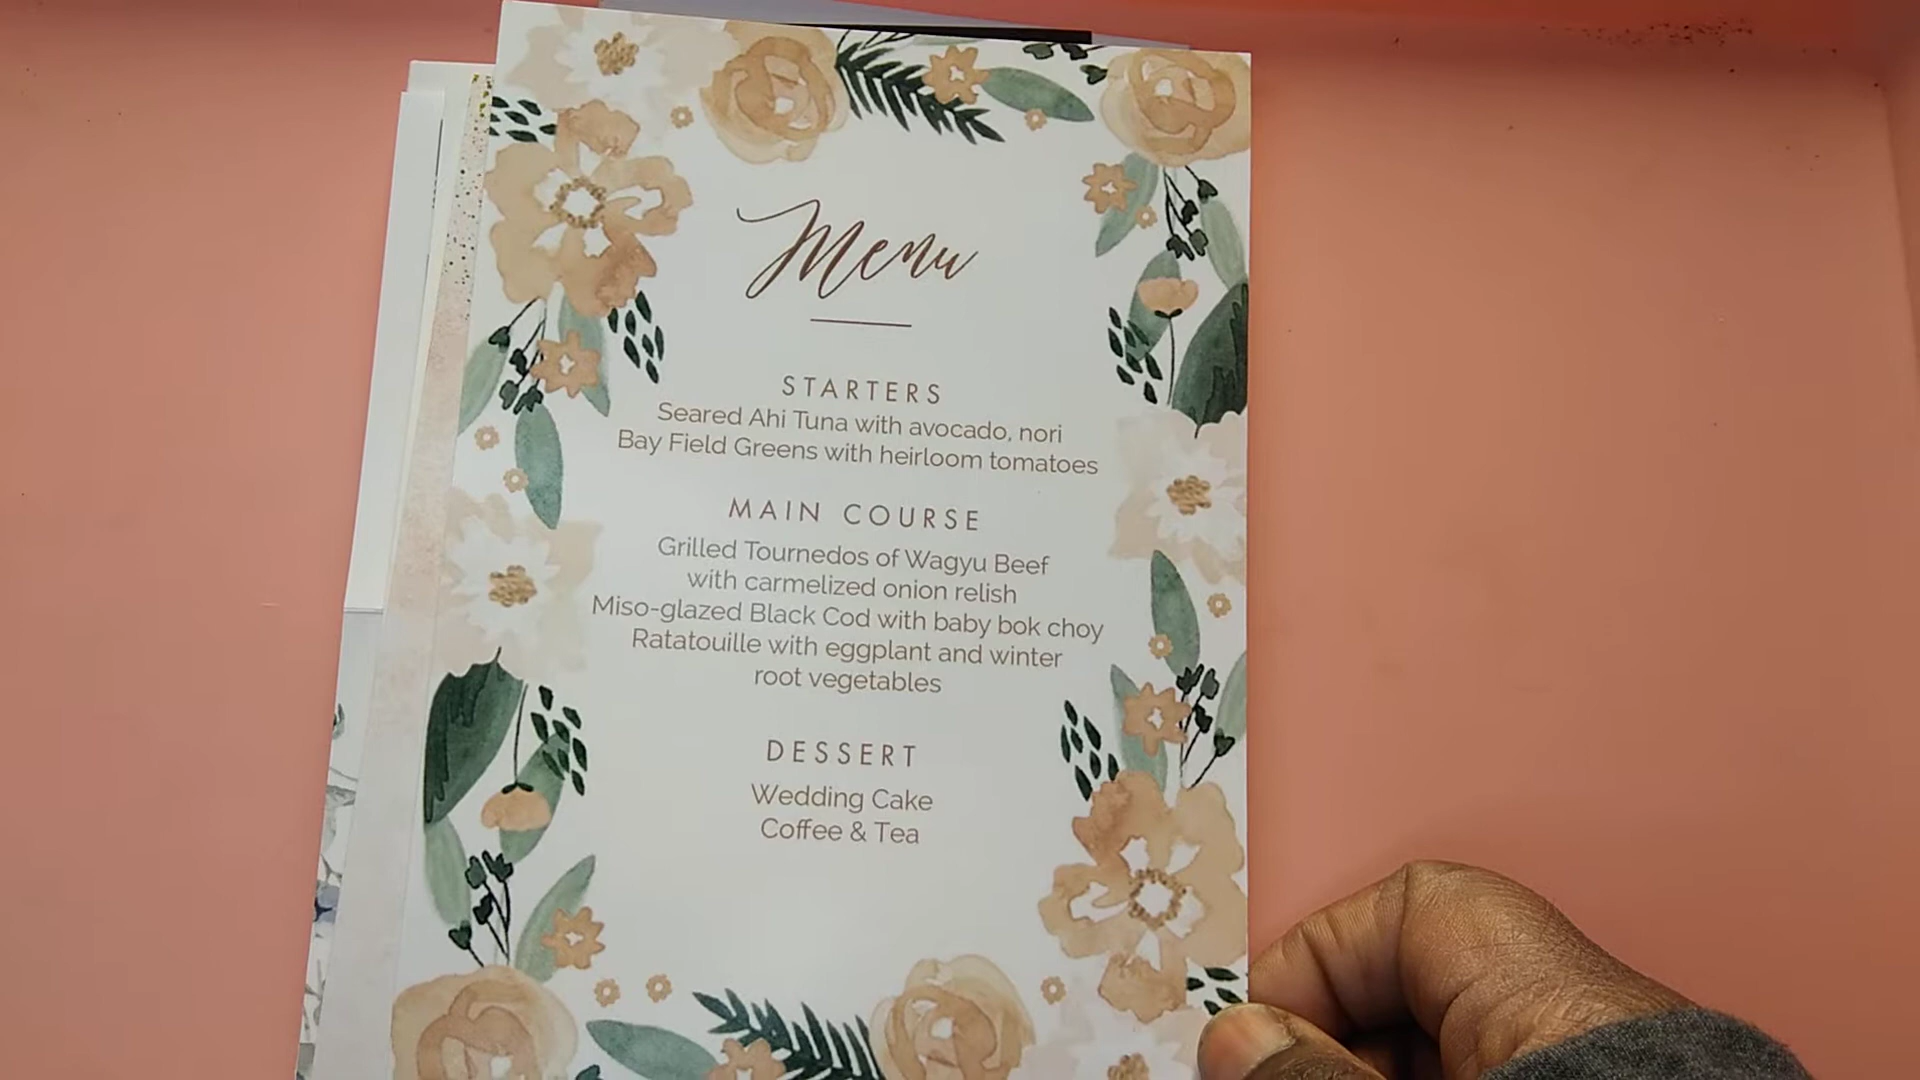 Menu
STARTERS
Seared Ahi Tuna with avocado, nori
Bay Field Greens with heirloom tomatoes
MAIN COURSE
Grilled Tournedos of Wagyu Beef
with carmelized onion relish
Miso-glazed Black Cod with baby bok choy
Ratatouille with eggplant and winter
root vegetables
DESSERT
Wedding Cake
Coffee & Tea